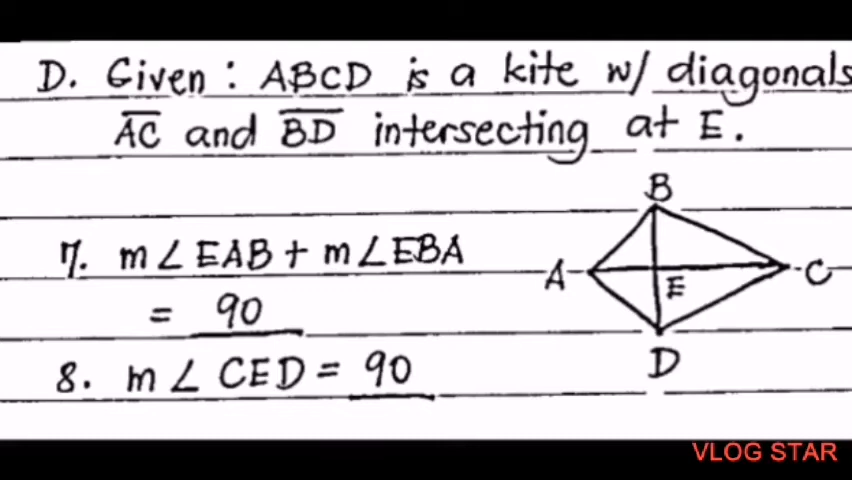 D. Given : ABCD is a kite w/ diagonals
AC and BD intersecting at E.
7. m∠EAB + m∠EBA
= 90
8. m∠CED = 90
B
A
E
C
D
VLOG STAR